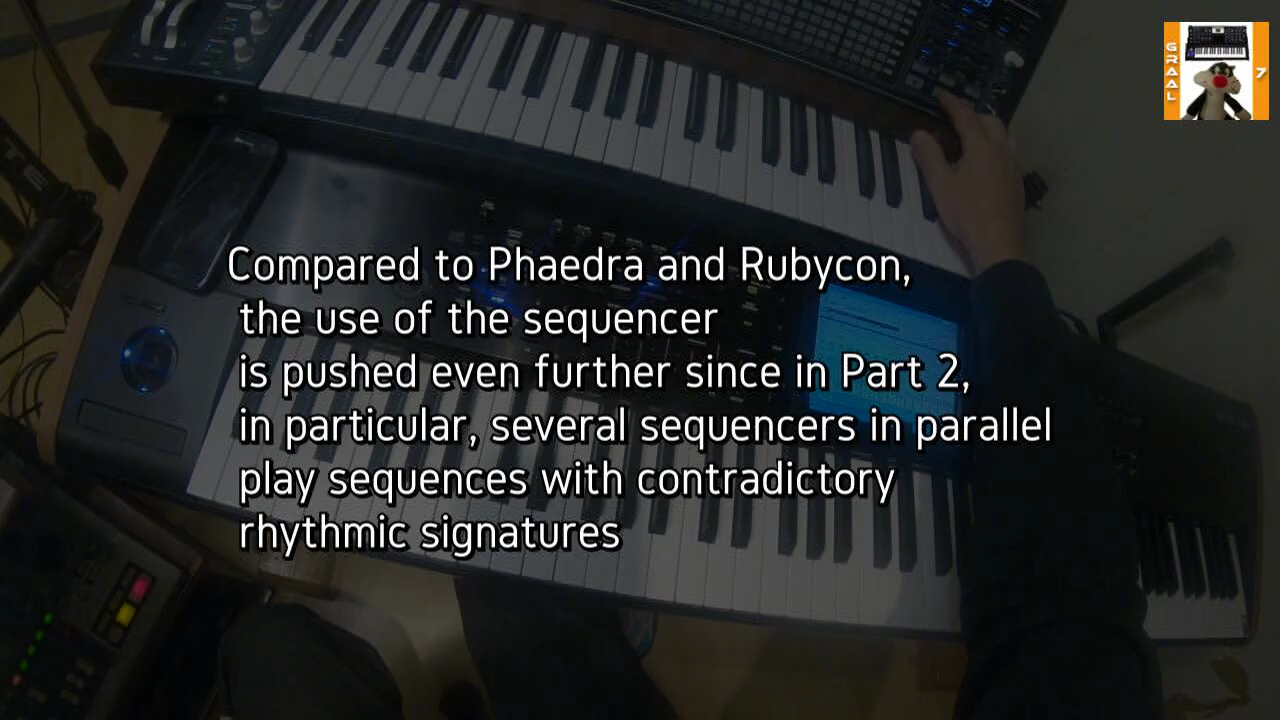 Compared to Phaedra and Rubycon,
the use of the sequencer
is pushed even further since in Part 2,
in particular, several sequencers in parallel
play sequences with contradictory
rhythmic signatures
GRAAL
7